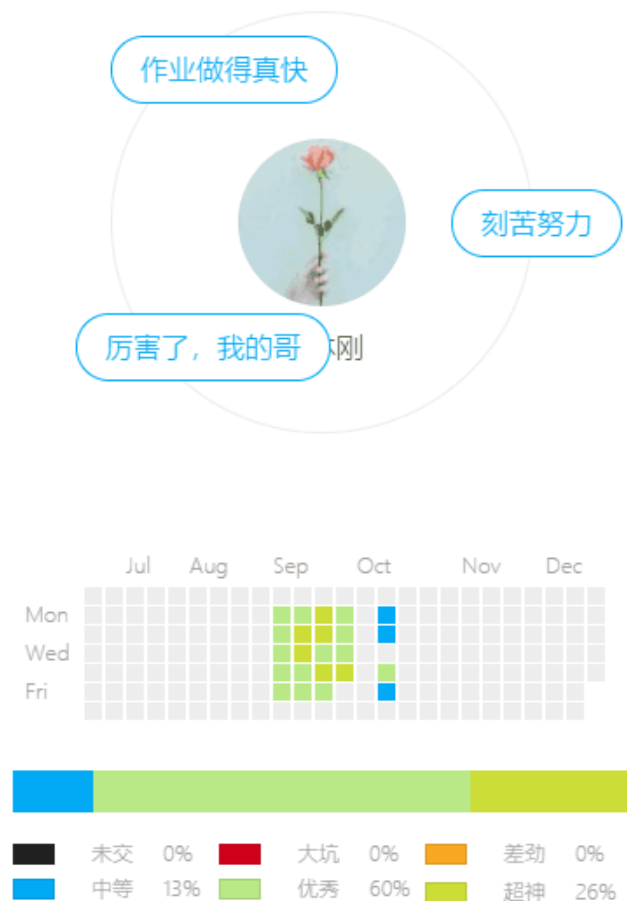 作业做得真快
刻苦努力
厉害了，我的哥
刚
Jul Aug Sep Oct Nov Dec
Mon
Wed
Fri
未交 0% 大坑 0% 差劲 0%
中等 13% 优秀 60% 超神 26%